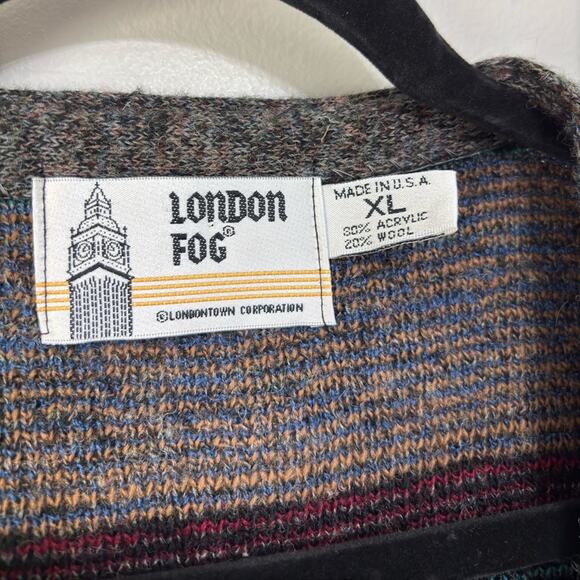 LONDON
FOG®
©LONDONTOWN CORPORATION
MADE IN U.S.A.
XL
80% ACRYLIC
20% WOOL